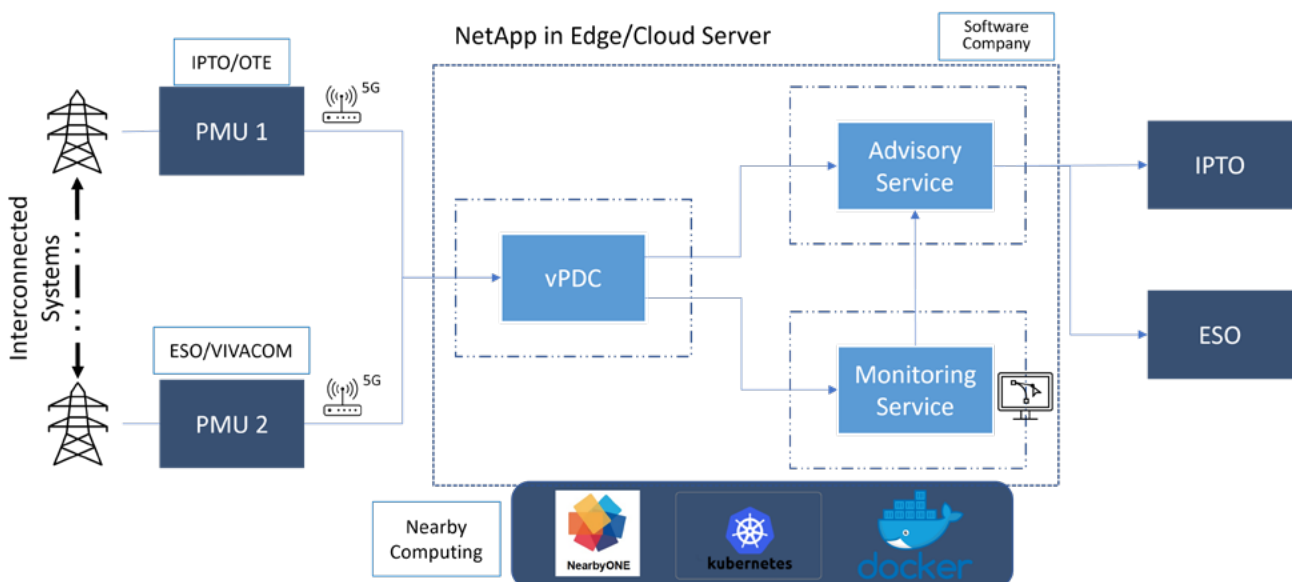 NetApp in Edge/Cloud Server
Software
Company
IPTO/OTE
5G
PMU 1
Advisory
Service
IPTO
Interconnected
Systems
vPDC
ESO/VIVACOM
5G
PMU 2
Monitoring
Service
ESO
Nearby
Computing
NearbyONE
kubernetes
docker